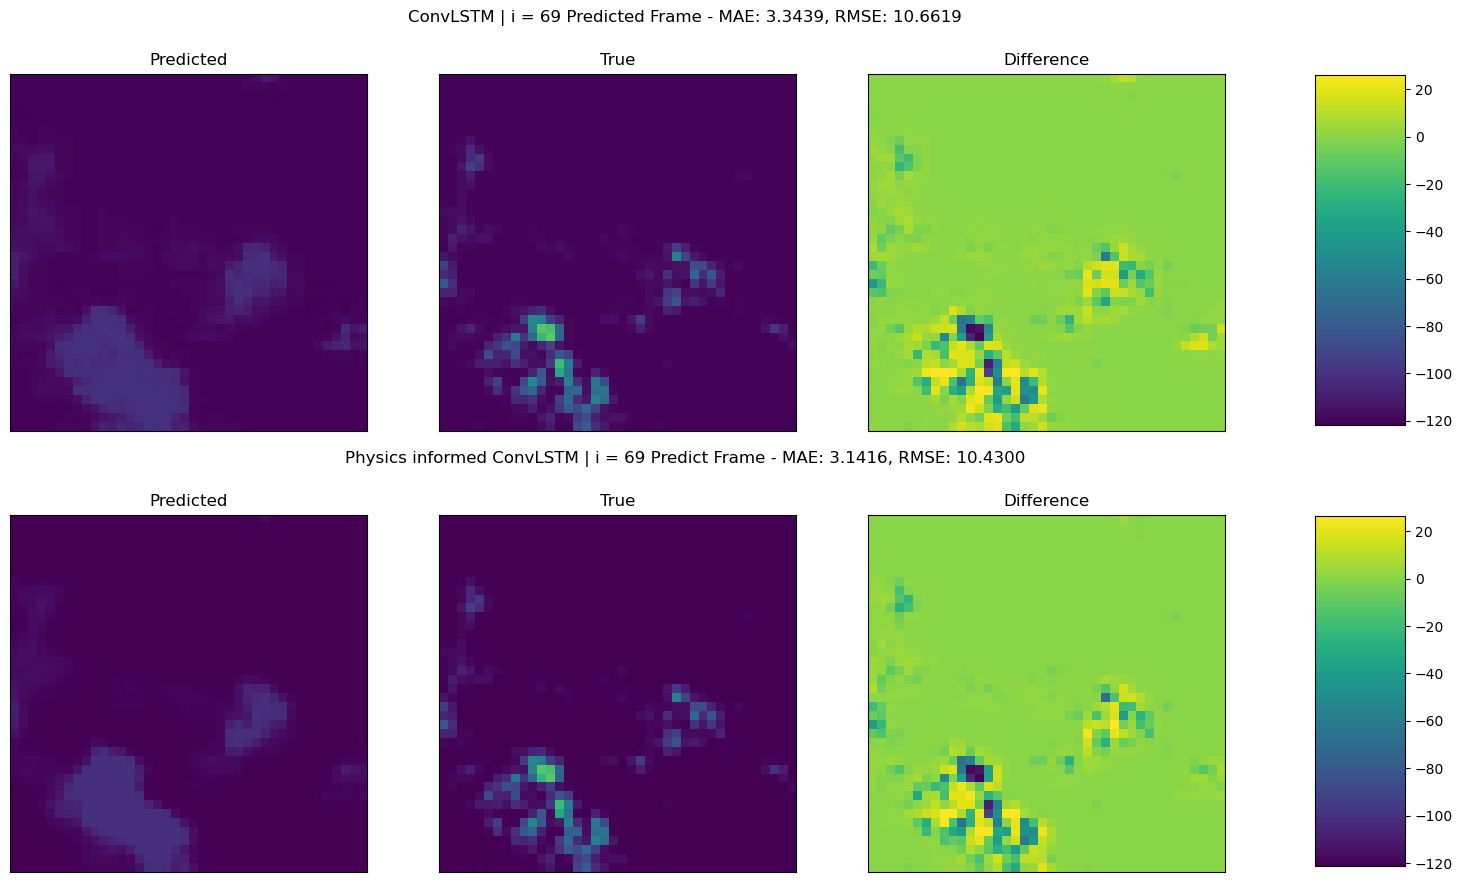 ConvLSTM | i = 69 Predicted Frame - MAE: 3.3439, RMSE: 10.6619
Predicted
True
Difference
20
0
−20
−40
−60
−80
−100
−120
Physics informed ConvLSTM | i = 69 Predict Frame - MAE: 3.1416, RMSE: 10.4300
Predicted
True
Difference
20
0
−20
−40
−60
−80
−100
−120